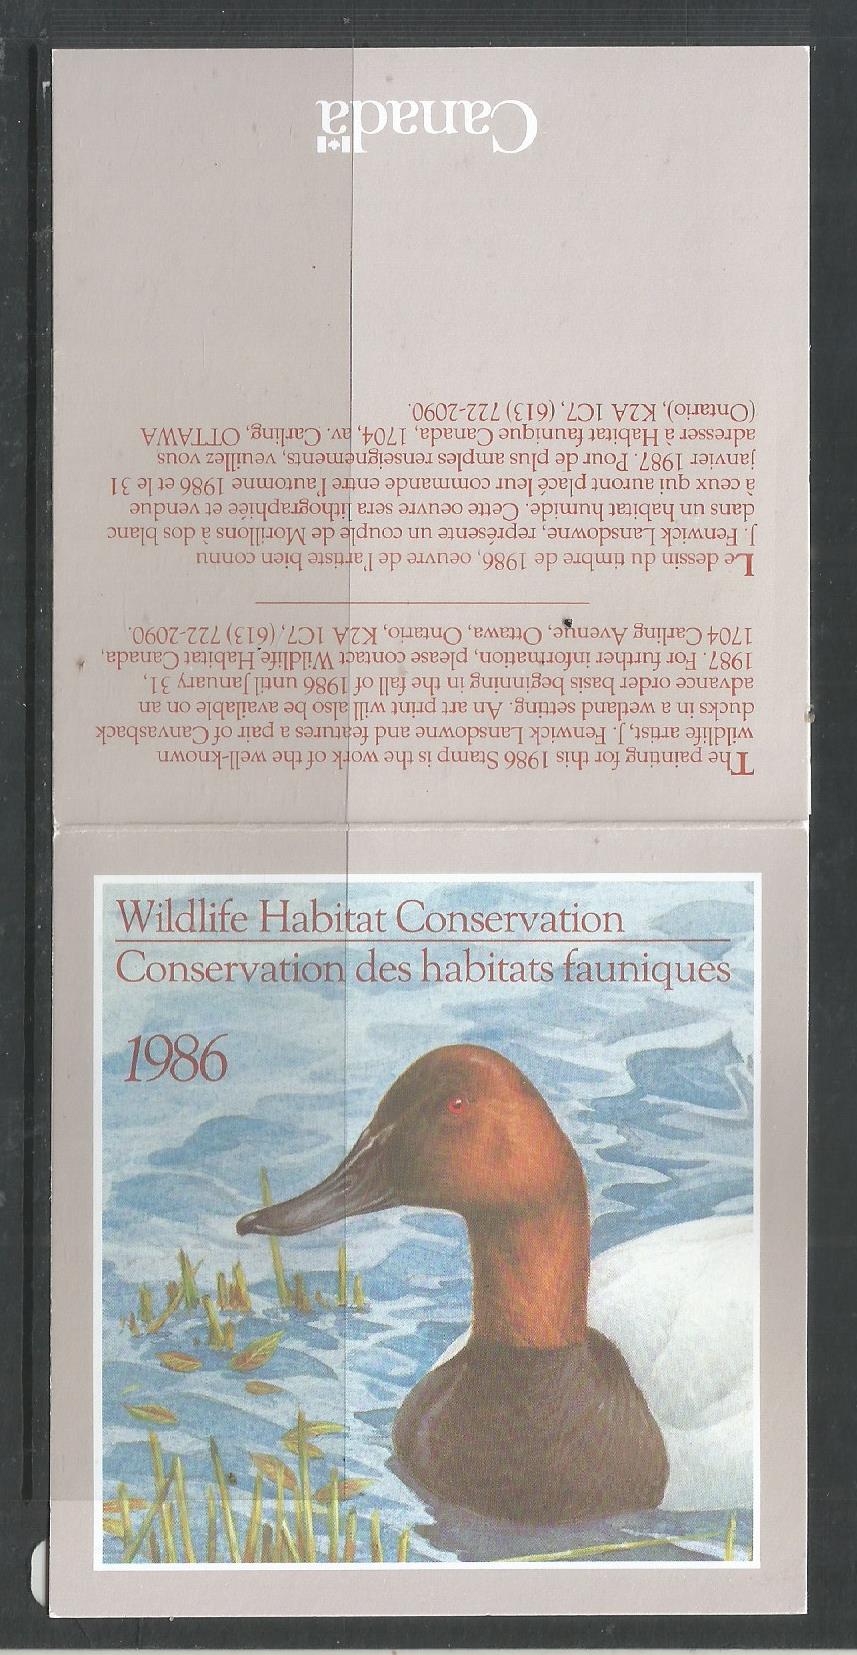 Wildlife Habitat Conservation
Conservation des habitats fauniques
1986
The painting for this 1986 Stamp is the work of the well-known
wildlife artist, J. Fenwick Lansdowne and features a pair of Canvasback
ducks in a wetland setting. An art print will also be available on an
advance order basis beginning in the fall of 1986 until January 31,
1987. For further information, please contact Wildlife Habitat Canada,
1704 Carling Avenue, Ottawa, Ontario, K2A 1C7, (613) 722-2090.
Le dessin du timbre de 1986, oeuvre de l'artiste bien connu
J. Fenwick Lansdowne, représente un couple de Morillons à dos blanc
dans un habitat humide. Cette oeuvre sera lithographiée et vendue
à ceux qui auront placé leur commande entre l'automne 1986 et le 31
janvier 1987. Pour de plus amples renseignements, veuillez vous
adresser à Habitat faunique Canada, 1704, av. Carling, OTTAWA
(Ontario), K2A 1C7, (613) 722-2090.
Canada